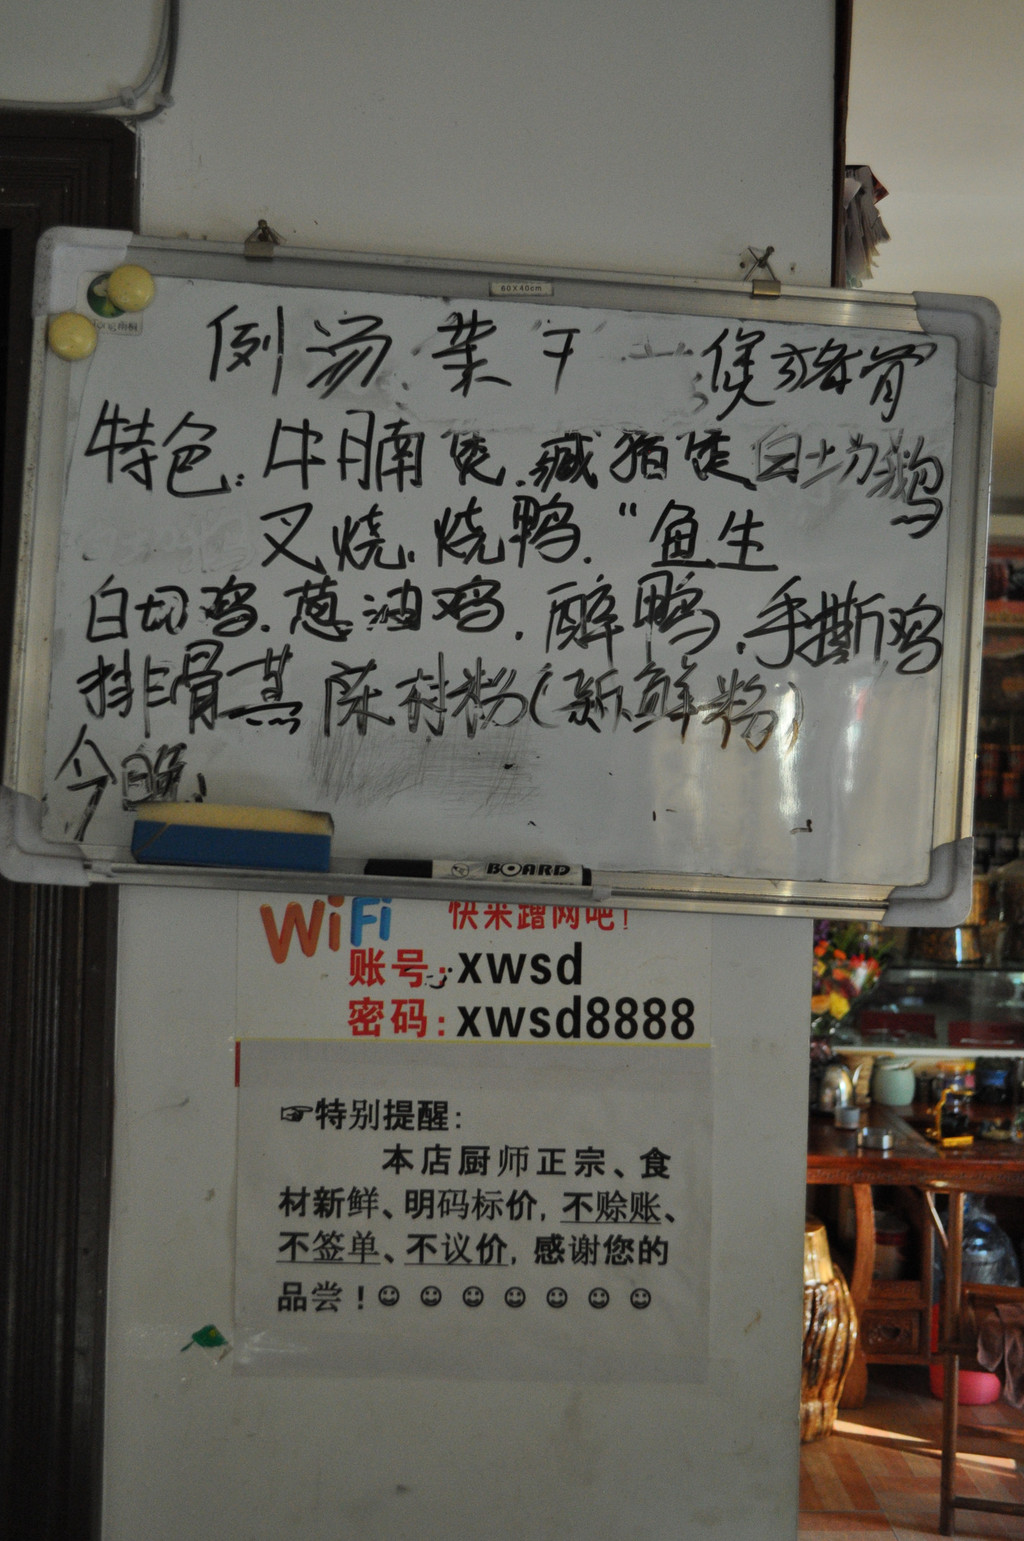 60X40cm
例汤.菜干 煲猪骨
特色:牛腩煲.藏猪煲白切鹅
叉烧.烧鸭."鱼生
白切鸡.葱油鸡.醉鸭.手撕鸡
排骨蒸陈村粉(新鲜粉)
今晚:
BOARD
WiFi 快来蹭网吧!
账号:xwsd
密码:xwsd8888
☞特别提醒:
本店厨师正宗、食
材新鲜、明码标价,不赊账、
不签单、不议价,感谢您的
品尝!☺☺☺☺☺☺☺